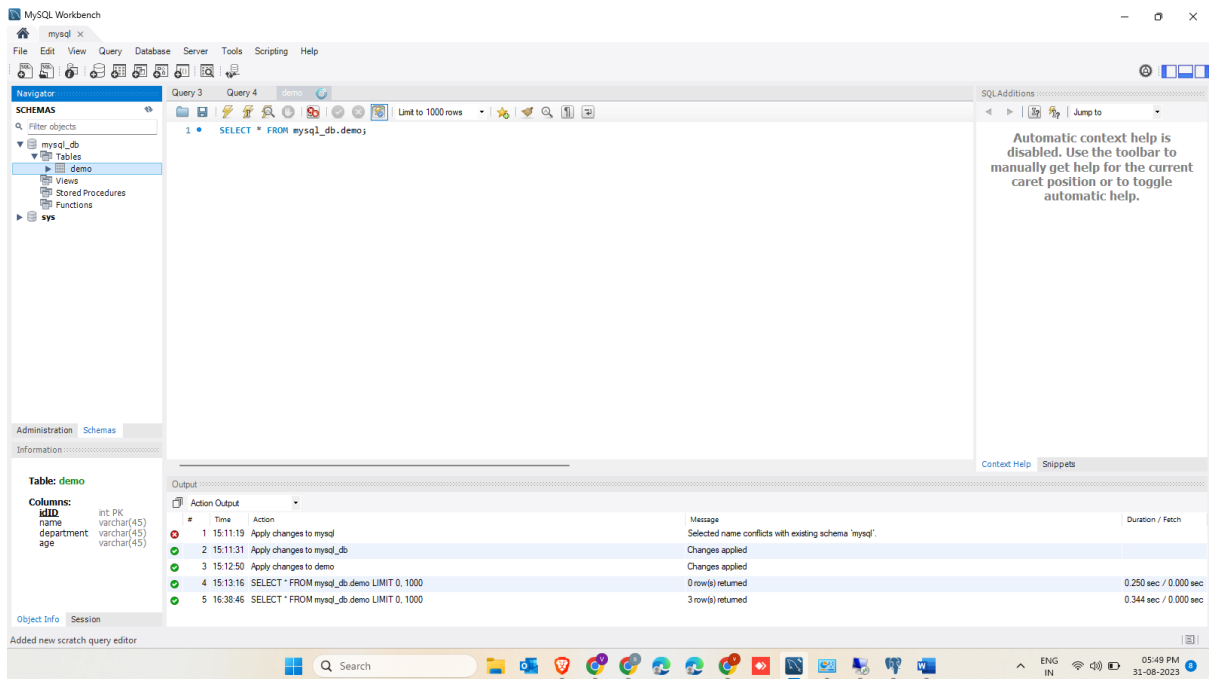 MySQL Workbench
mysql
File Edit View Query Database Server Tools Scripting Help
Navigator
SCHEMAS
Filter objects
mysql_db
Tables
demo
Views
Stored Procedures
Functions
sys
Administration Schemas
Information
Table: demo
Columns:
idID int PK
name varchar(45)
department varchar(45)
age varchar(45)
Object Info Session
Query 3 Query 4 demo
Limit to 1000 rows
1 SELECT * FROM mysql_db.demo;
SQLAdditions
Jump to
Automatic context help is
disabled. Use the toolbar to
manually get help for the current
caret position or to toggle
automatic help.
Context Help Snippets
Output
Action Output
# Time Action Message Duration / Fetch
1 15:11:19 Apply changes to mysql Selected name conflicts with existing schema 'mysql'.
2 15:11:31 Apply changes to mysql_db Changes applied
3 15:12:50 Apply changes to demo Changes applied
4 15:13:16 SELECT * FROM mysql_db.demo LIMIT 0, 1000 0 row(s) returned 0.250 sec / 0.000 sec
5 16:38:46 SELECT * FROM mysql_db.demo LIMIT 0, 1000 3 row(s) returned 0.344 sec / 0.000 sec
Added new scratch query editor
Search
ENG
IN
05:49 PM
31-08-2023
8